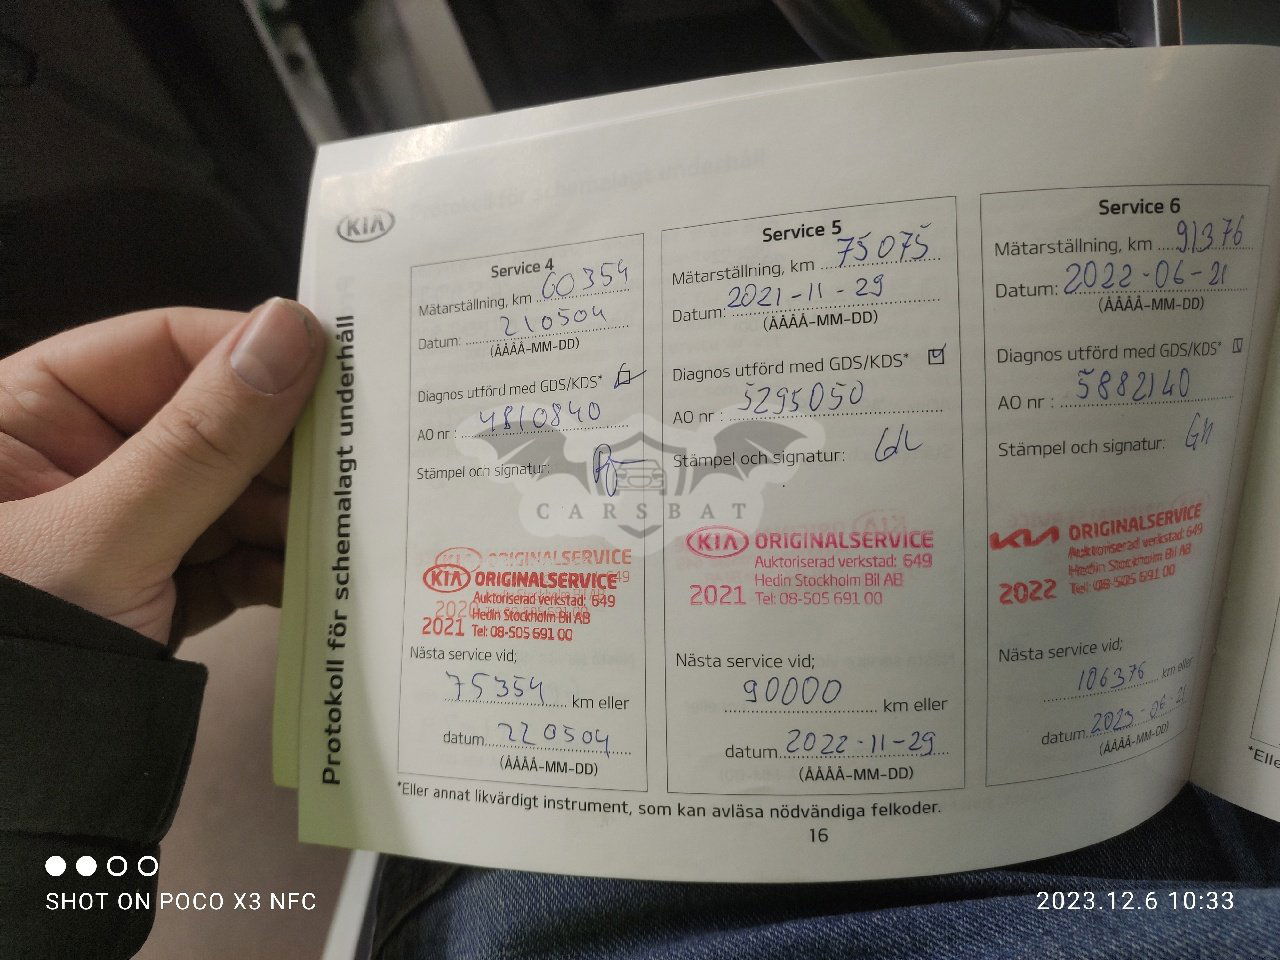 KIA
Protokoll för schemalagt underhåll
Service 4
Mätarställning, km 60354
Datum: 210504
(ÅÅÅÅ-MM-DD)
Diagnos utförd med GDS/KDS*
AO nr : 4810840
Stämpel och signatur:
KIA ORIGINALSERVICE
Auktoriserad verkstad: 649
Hedin Stockholm Bil AB
2021 Tel: 08-505 691 00
Nästa service vid;
75354 km eller
datum 220504
(ÅÅÅÅ-MM-DD)
Service 5
Mätarställning, km 75075
Datum: 2021-11-29
(ÅÅÅÅ-MM-DD)
Diagnos utförd med GDS/KDS*
AO nr : 5295050
Stämpel och signatur:
KIA ORIGINALSERVICE
Auktoriserad verkstad: 649
Hedin Stockholm Bil AB
2021 Tel: 08-505 691 00
Nästa service vid;
90000 km eller
datum 2022-11-29
(ÅÅÅÅ-MM-DD)
Service 6
Mätarställning, km 91376
Datum: 2022-06-21
(ÅÅÅÅ-MM-DD)
Diagnos utförd med GDS/KDS*
AO nr : 5882140
Stämpel och signatur:
KIA ORIGINALSERVICE
Auktoriserad verkstad: 649
Hedin Stockholm Bil AB
2022 Tel: 08-505 691 00
Nästa service vid;
106376 km eller
datum 2023-06-21
(ÅÅÅÅ-MM-DD)
*Eller annat likvärdigt instrument, som kan avläsa nödvändiga felkoder.
16
*Elle
CARSBAT
SHOT ON POCO X3 NFC
2023.12.6 10:33